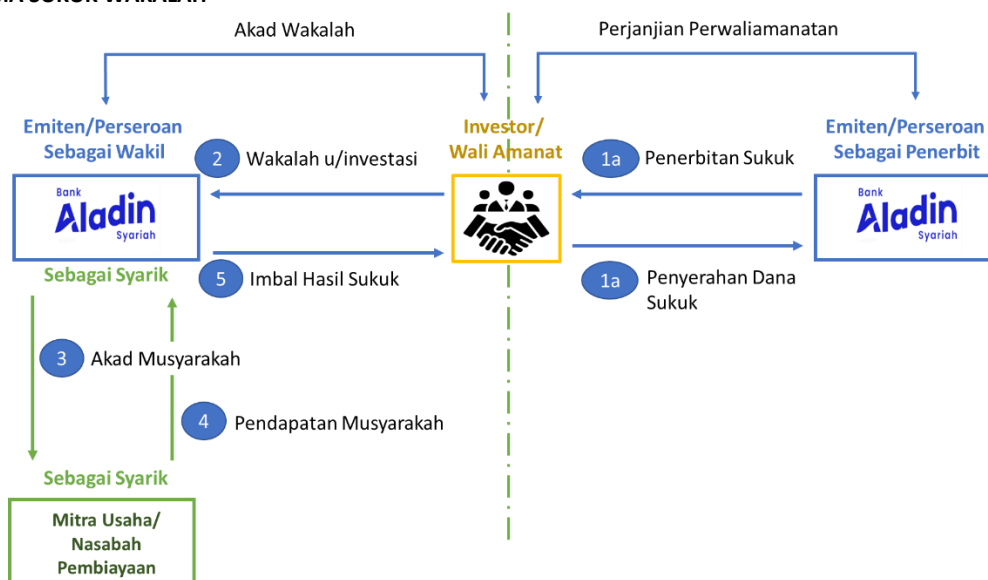 Akad Wakalah
Perjanjian Perwaliamanatan
Emiten/Perseroan
Sebagai Wakil
Investor/
Wali Amanat
Emiten/Perseroan
Sebagai Penerbit
2 Wakalah u/investasi
1a Penerbitan Sukuk
Bank
Aladin
Syariah
Bank
Aladin
Syariah
Sebagai Syarik
5 Imbal Hasil Sukuk
1a Penyerahan Dana
Sukuk
3 Akad Musyarakah
4 Pendapatan Musyarakah
Sebagai Syarik
Mitra Usaha/
Nasabah
Pembiayaan